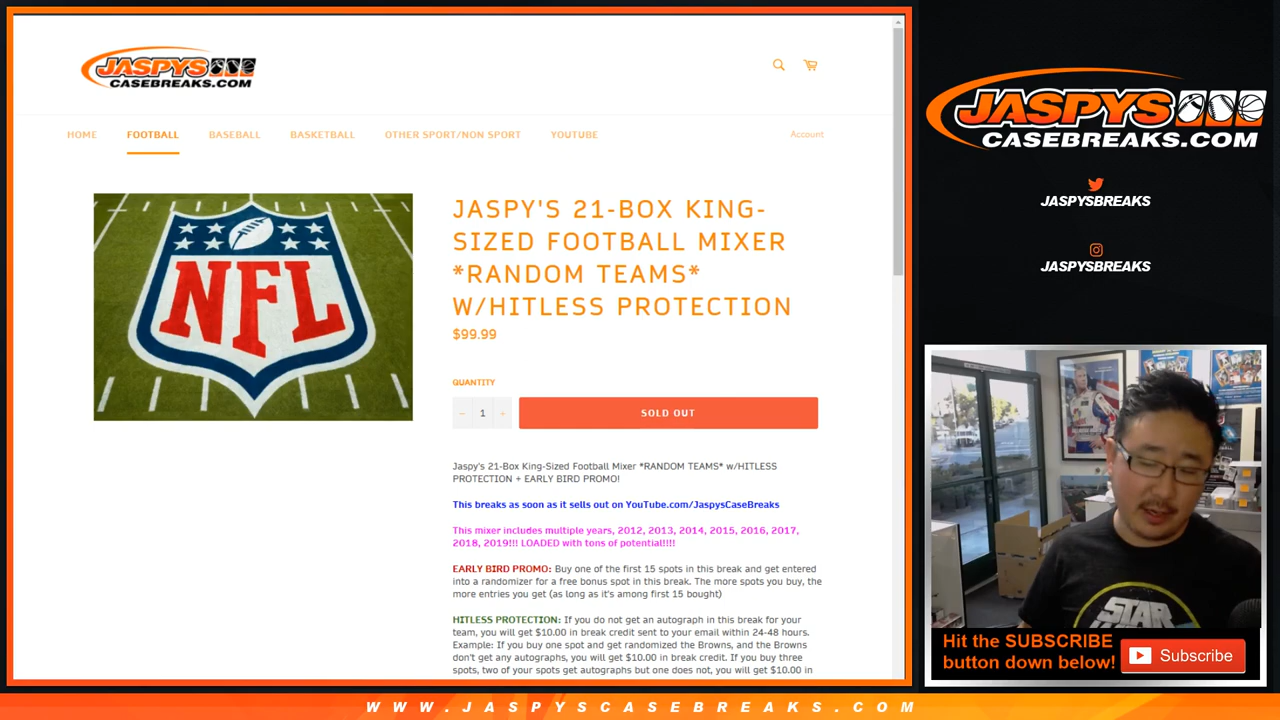 JASPYS
CASEBREAKS.COM
HOME
FOOTBALL
BASEBALL
BASKETBALL
OTHER SPORT/NON SPORT
YOUTUBE
Account
NFL
JASPY'S 21-BOX KING-
SIZED FOOTBALL MIXER
*RANDOM TEAMS*
W/HITLESS PROTECTION
$99.99
QUANTITY
− 1 +
SOLD OUT
Jaspy's 21-Box King-Sized Football Mixer *RANDOM TEAMS* w/HITLESS
PROTECTION + EARLY BIRD PROMO!
This breaks as soon as it sells out on YouTube.com/JaspysCaseBreaks
This mixer includes multiple years, 2012, 2013, 2014, 2015, 2016, 2017,
2018, 2019!!! LOADED with tons of potential!!!!
EARLY BIRD PROMO: Buy one of the first 15 spots in this break and get entered
into a randomizer for a free bonus spot in this break. The more spots you buy, the
more entries you get (as long as it's among first 15 bought)
HITLESS PROTECTION: If you do not get an autograph in this break for your
team, you will get $10.00 in break credit sent to your email within 24-48 hours.
Example: If you buy one spot and get randomized the Browns, and the Browns
don't get any autographs, you will get $10.00 in break credit. If you buy three
spots, two of your spots get autographs but one does not, you will get $10.00 in
JASPYS
CASEBREAKS.COM
JASPYSBREAKS
JASPYSBREAKS
STAR
Hit the SUBSCRIBE
button down below!
Subscribe
WWW.JASPYSCASEBREAKS.COM